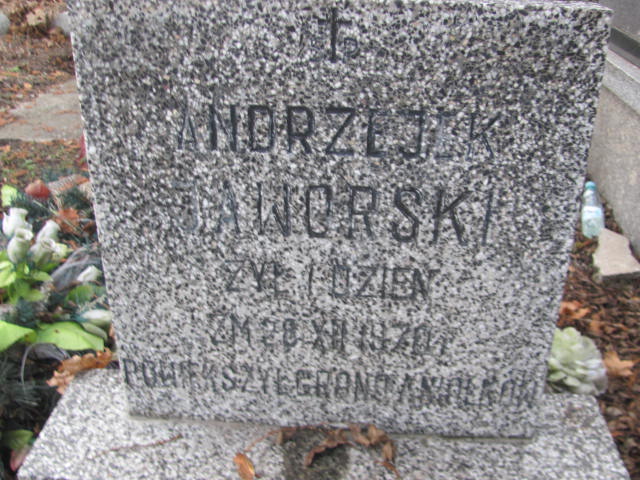 ANDRZEJEK
JAWORSKI
ŻYŁ 1 DZIEŃ
ZM 28 XII 1970 r
POWIĘKSZYŁ GRONO ANIOŁKÓW